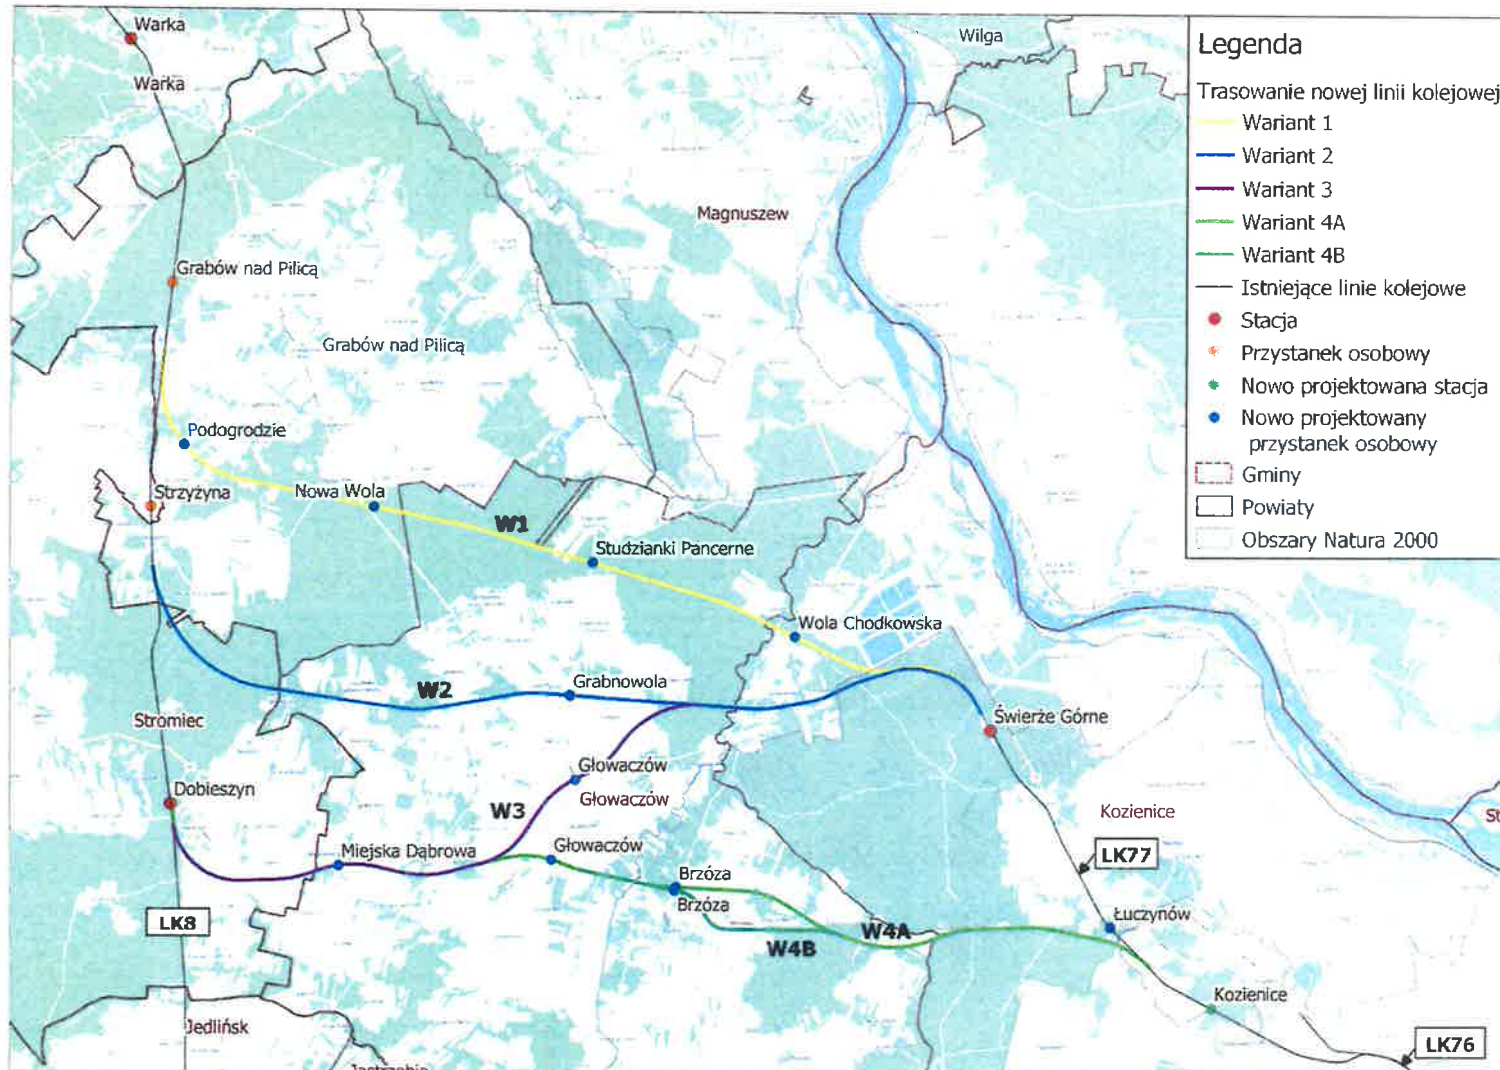 Warka
Warka
Wilga
Magnuszew
Grabów nad Pilicą
Grabów nad Pilicą
Podogrodzie
Strzyżyna
Nowa Wola
W1
Studzianki Pancerne
Wola Chodkowska
W2
Grabnowola
Stromiec
Świerże Górne
Dobieszyn
Głowaczów
Głowaczów
W3
Kozienice
Miejska Dąbrowa
Głowaczów
LK77
Brzóza
Brzóza
LK8
W4A
W4B
Łuczynów
Kozienice
Jedlińsk
LK76
Legenda
Trasowanie nowej linii kolejowej
Wariant 1
Wariant 2
Wariant 3
Wariant 4A
Wariant 4B
Istniejące linie kolejowe
Stacja
Przystanek osobowy
Nowo projektowana stacja
Nowo projektowany
przystanek osobowy
Gminy
Powiaty
Obszary Natura 2000